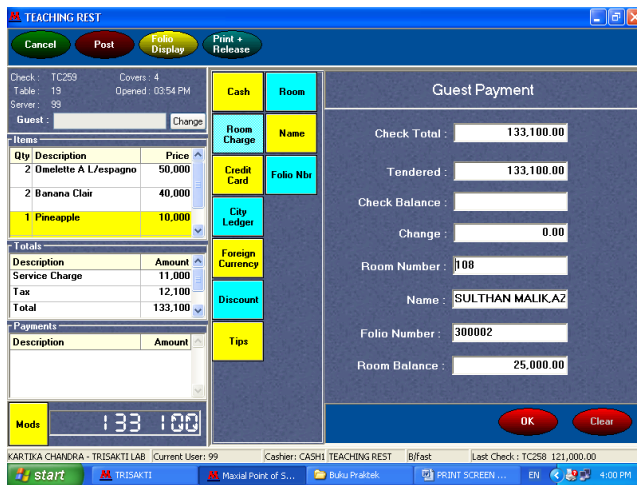 TEACHING REST
Cancel
Post
Folio Display
Print + Release
Check : TC259 Covers : 4
Table : 19 Opened : 03:54 PM
Server : 99
Guest : Change
Items
Qty Description Price
2 Omelette A L/espagno 50,000
2 Banana Clair 40,000
1 Pineapple 10,000
Totals
Description Amount
Service Charge 11,000
Tax 12,100
Total 133,100
Payments
Description Amount
Mods 133 100
Cash
Room
Room Charge
Name
Credit Card
Folio Nbr
City Ledger
Foreign Currency
Discount
Tips
Guest Payment
Check Total : 133,100.00
Tendered : 133,100.00
Check Balance :
Change : 0.00
Room Number : 108
Name : SULTHAN MALIK,AZ
Folio Number : 300002
Room Balance : 25,000.00
OK
Clear
KARTIKA CHANDRA - TRISAKTI LAB Current User: 99 Cashier: CASH1 TEACHING REST B/fast Last Check : TC258 121,000.00
start TRISAKTI Maxial Point of S... Buku Praktek PRINT SCREEN ... EN 4:00 PM